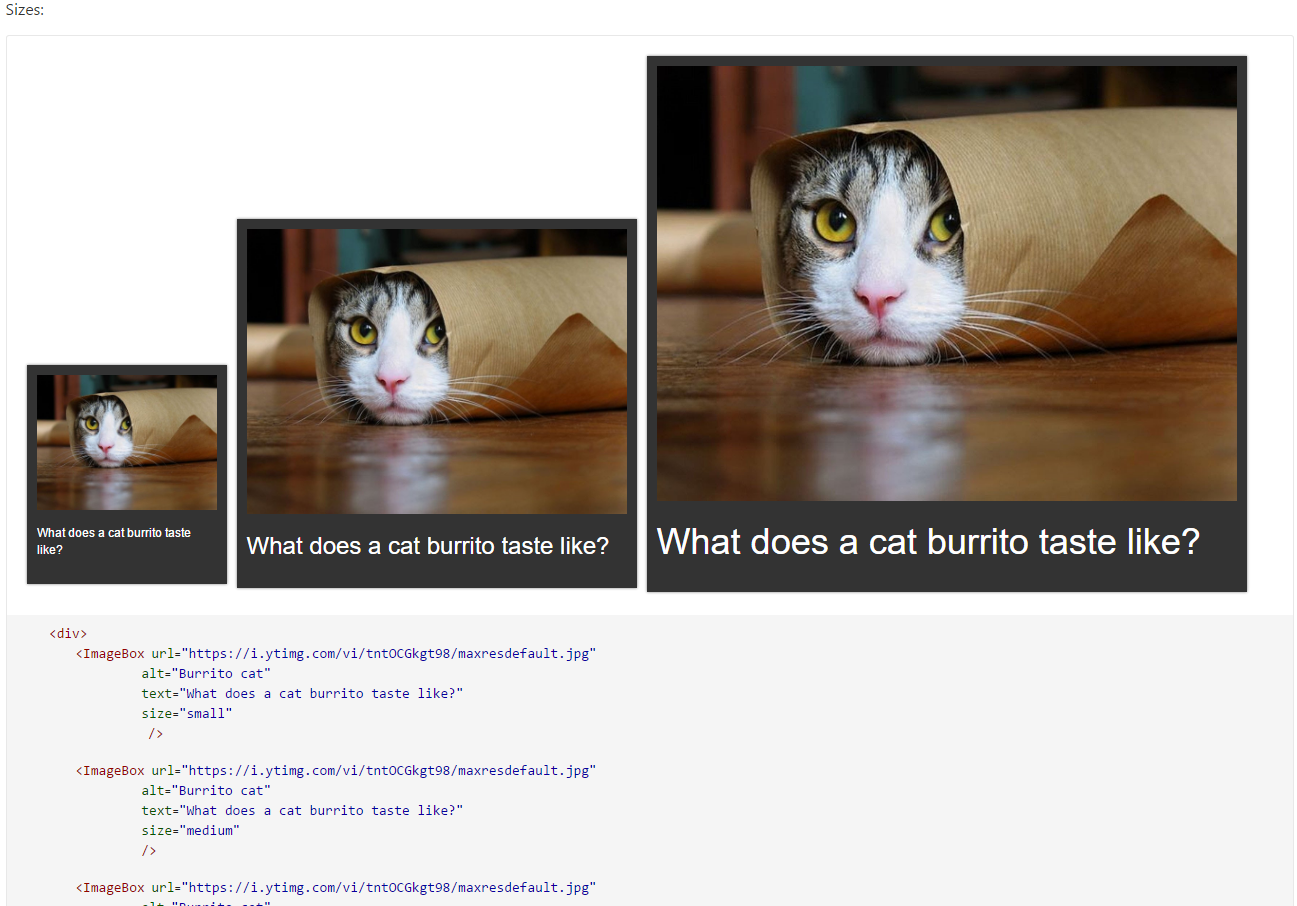 Sizes:
What does a cat burrito taste
like?
What does a cat burrito taste like?
What does a cat burrito taste like?
<div>
<ImageBox url="https://i.ytimg.com/vi/tntOCGkgt98/maxresdefault.jpg"
alt="Burrito cat"
text="What does a cat burrito taste like?"
size="small"
/>
<ImageBox url="https://i.ytimg.com/vi/tntOCGkgt98/maxresdefault.jpg"
alt="Burrito cat"
text="What does a cat burrito taste like?"
size="medium"
/>
<ImageBox url="https://i.ytimg.com/vi/tntOCGkgt98/maxresdefault.jpg"
alt="Burrito cat"